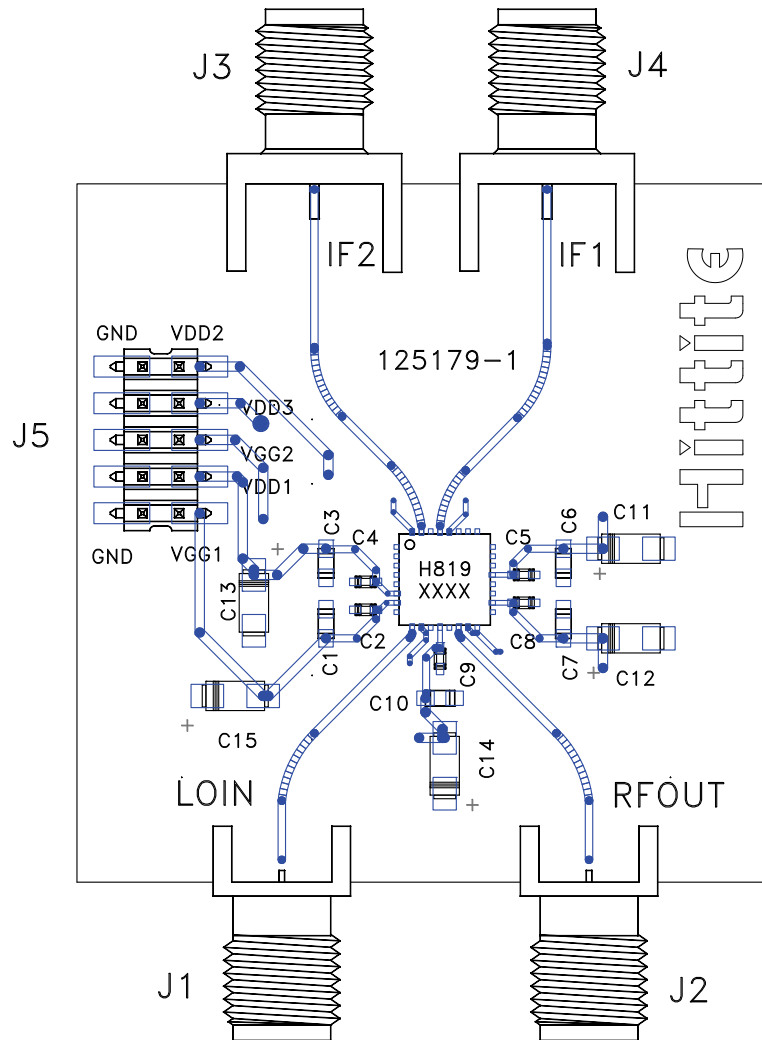 J3
J4
IF2
IF1
Hittite
GND
VDD2
125179-1
VDD3
J5
VGG2
VDD1
GND
VGG1
C3
C4
C5
C6
C11
H819
XXXX
C13
C1
C2
C8
C7
C12
C9
C10
C15
C14
LOIN
RFOUT
J1
J2